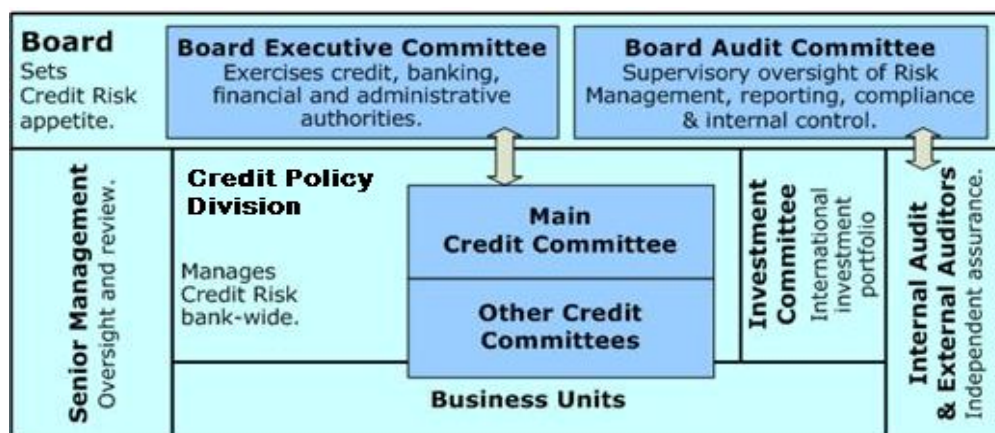 Board
Sets
Credit Risk
appetite.
Board Executive Committee
Exercises credit, banking,
financial and administrative
authorities.
Board Audit Committee
Supervisory oversight of Risk
Management, reporting, compliance
& internal control.
Senior Management
Oversight and review.
Credit Policy
Division
Manages
Credit Risk
bank-wide.
Main
Credit Committee
Other Credit
Committees
Investment
Committee
International
investment
portfolio
Internal Audit
& External Auditors
Independent assurance.
Business Units